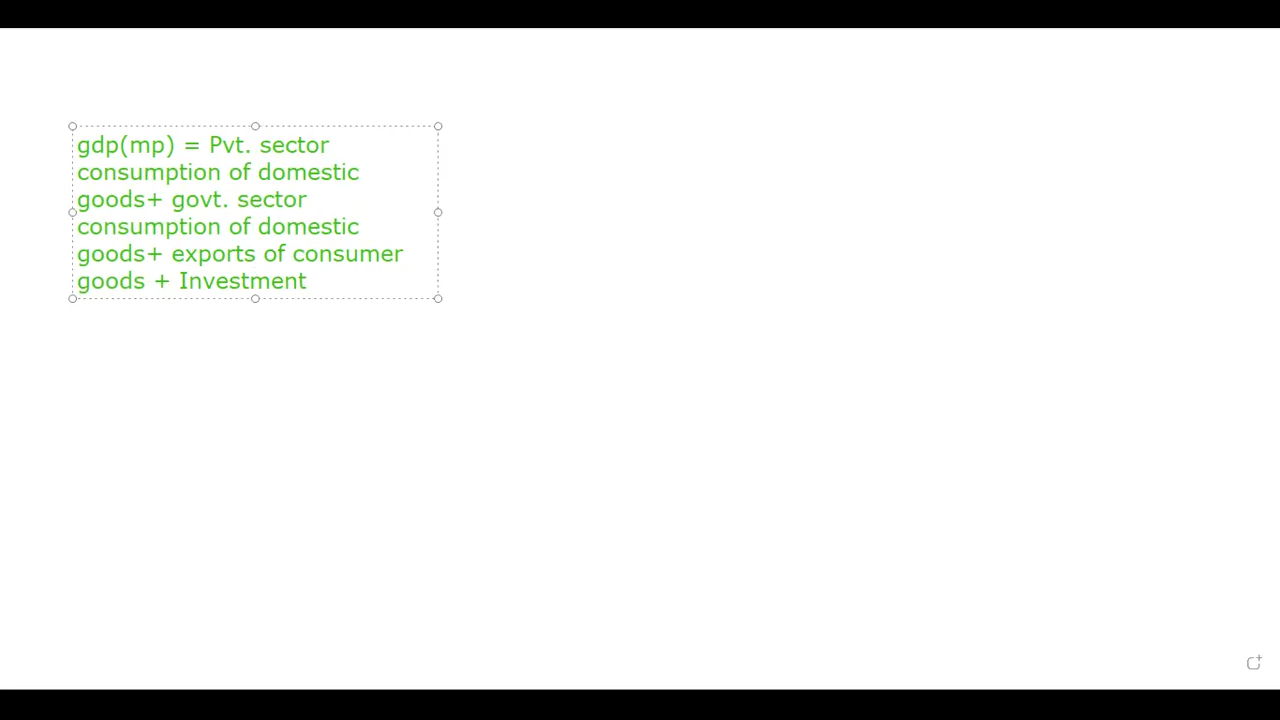 gdp(mp) = Pvt. sector
consumption of domestic
goods+ govt. sector
consumption of domestic
goods+ exports of consumer
goods + Investment